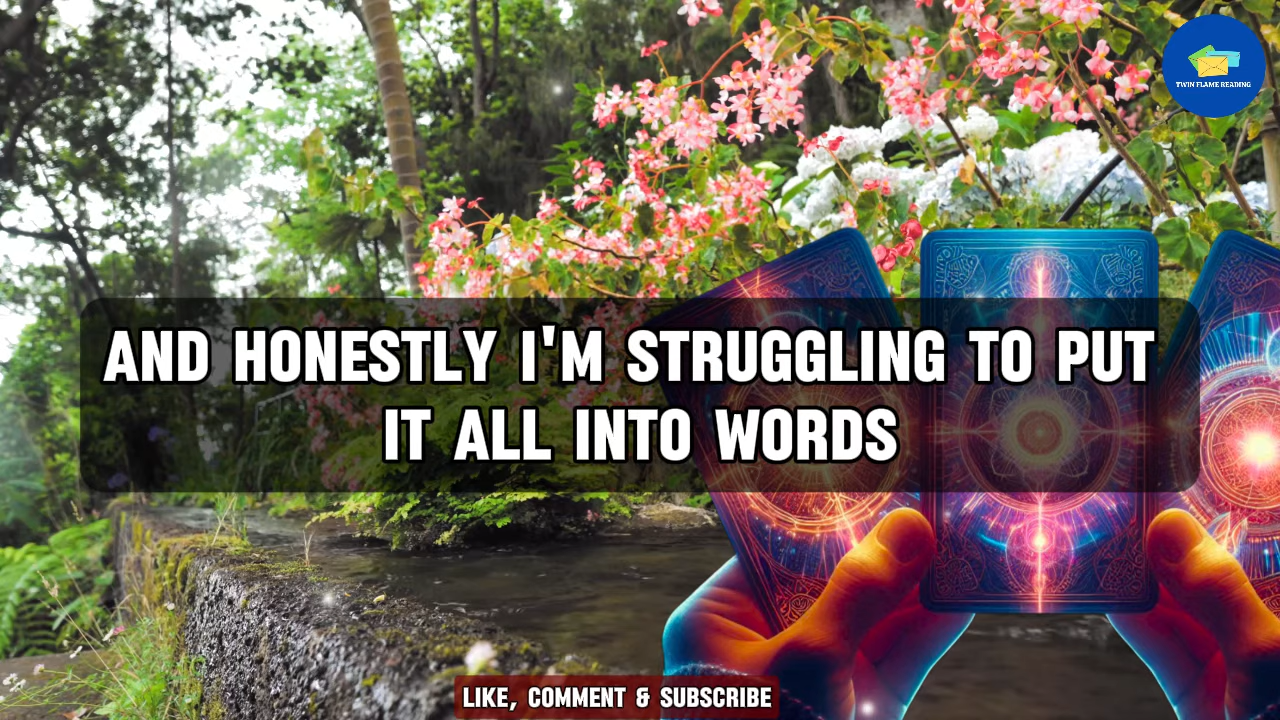 TWIN FLAME READING
AND HONESTLY I'M STRUGGLING TO PUT
IT ALL INTO WORDS
LIKE, COMMENT & SUBSCRIBE